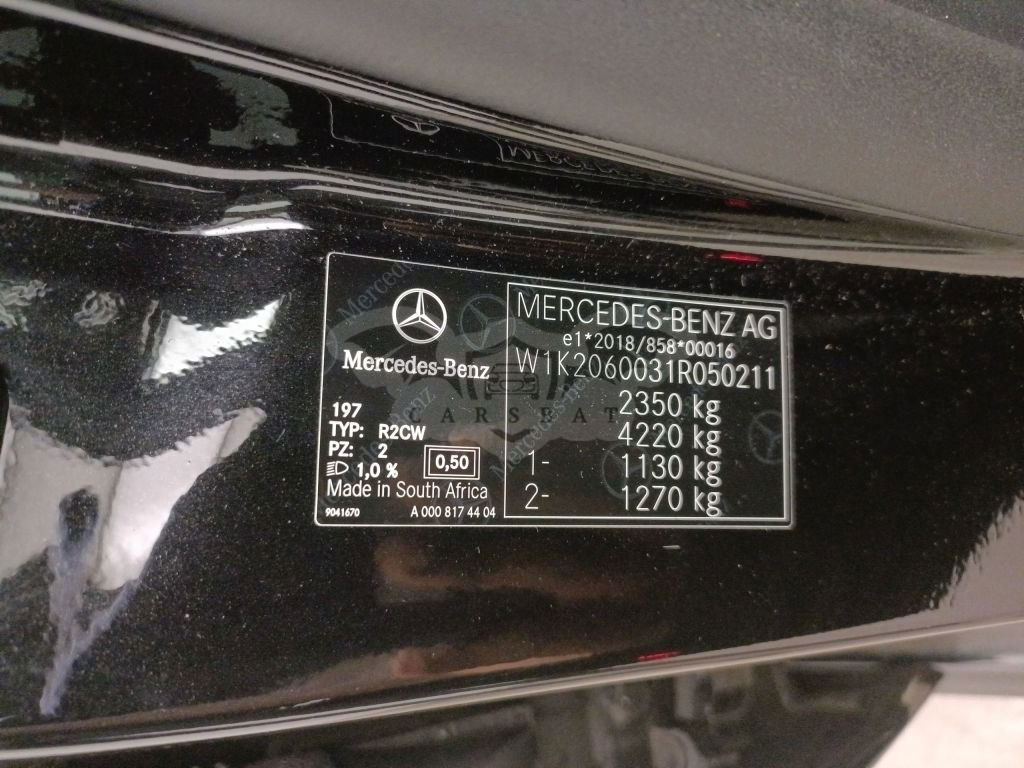 Mercedes-Benz
197
TYP: R2CW
PZ: 2
1,0 %
0,50
Made in South Africa
9041670 A 000 817 44 04
MERCEDES-BENZ AG
e1*2018/858*00016
W1K2060031R050211
2350 kg
4220 kg
1- 1130 kg
2- 1270 kg
CARSBAT